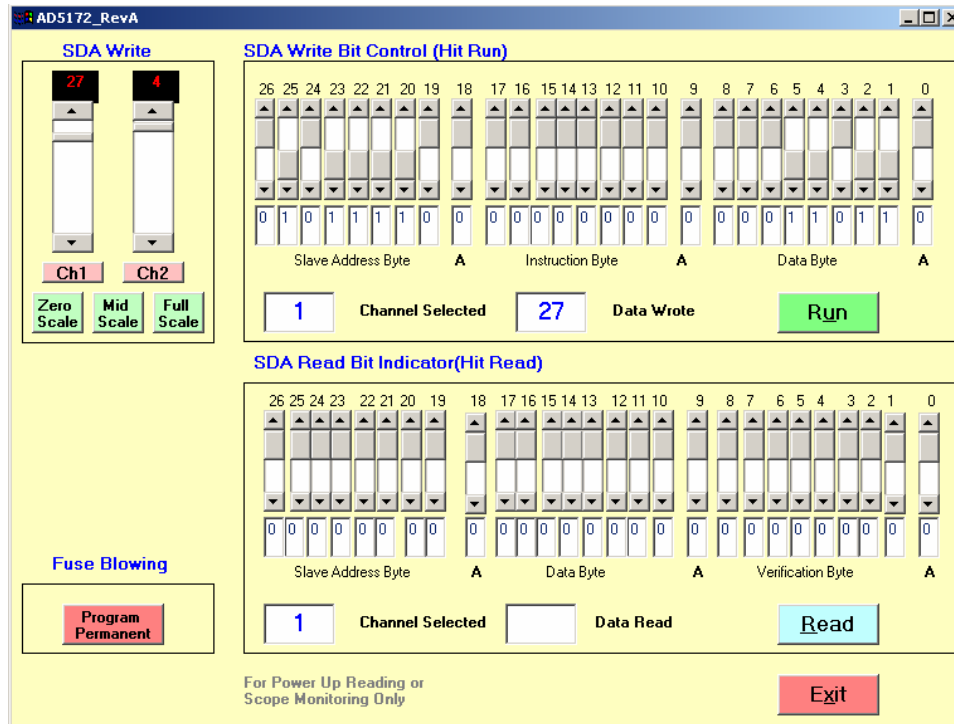 AD5172_RevA
SDA Write
27 4
Ch1 Ch2
Zero Scale Mid Scale Full Scale
SDA Write Bit Control (Hit Run)
26 25 24 23 22 21 20 19 18 17 16 15 14 13 12 11 10 9 8 7 6 5 4 3 2 1 0
0 1 0 1 1 1 1 0 0 0 0 0 0 0 0 0 0 0 0 0 0 1 1 0 1 1 0
Slave Address Byte A Instruction Byte A Data Byte A
1 Channel Selected 27 Data Wrote Run
SDA Read Bit Indicator(Hit Read)
26 25 24 23 22 21 20 19 18 17 16 15 14 13 12 11 10 9 8 7 6 5 4 3 2 1 0
0 0 0 0 0 0 0 0 0 0 0 0 0 0 0 0 0 0 0 0 0 0 0 0 0 0 0
Slave Address Byte A Data Byte A Verification Byte A
1 Channel Selected Data Read Read
Fuse Blowing
Program
Permanent
For Power Up Reading or
Scope Monitoring Only
Exit